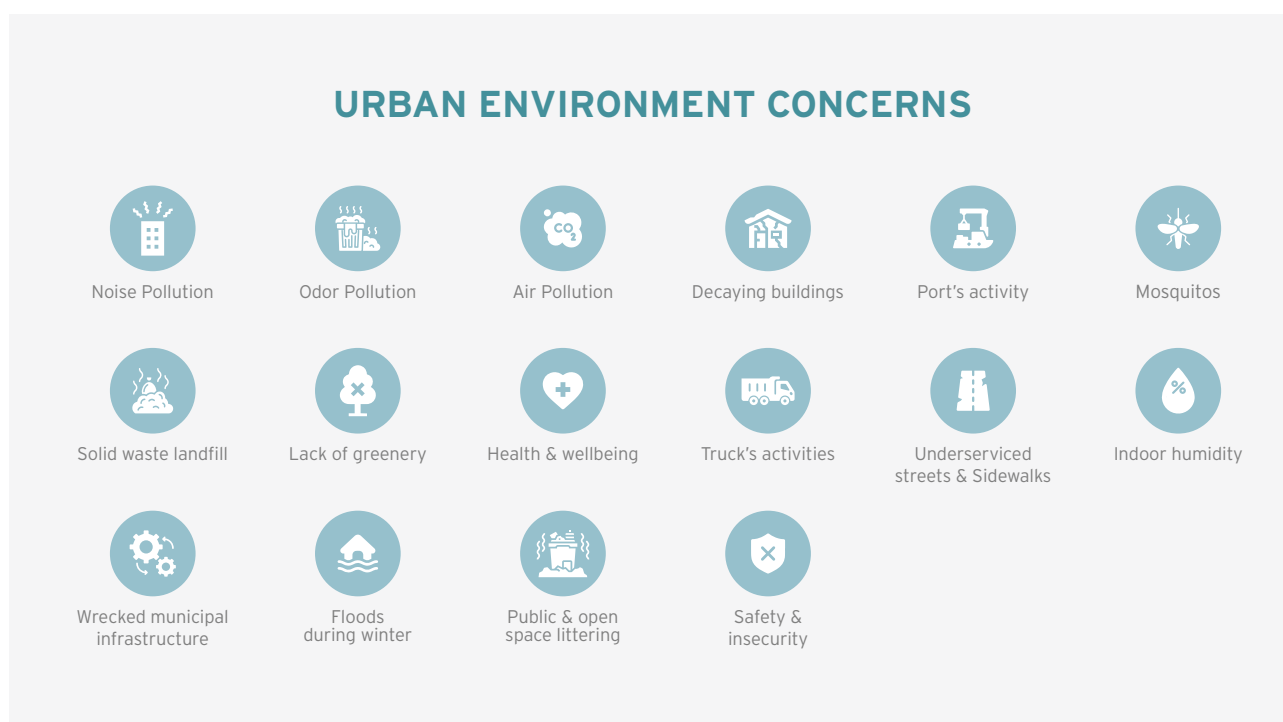 URBAN ENVIRONMENT CONCERNS
CO2
Noise Pollution
Odor Pollution
Air Pollution
Decaying buildings
Port's activity
Mosquitos
%
Solid waste landfill
Lack of greenery
Health & wellbeing
Truck's activities
Underserviced
streets & Sidewalks
Indoor humidity
Wrecked municipal
infrastructure
Floods
during winter
Public & open
space littering
Safety &
insecurity